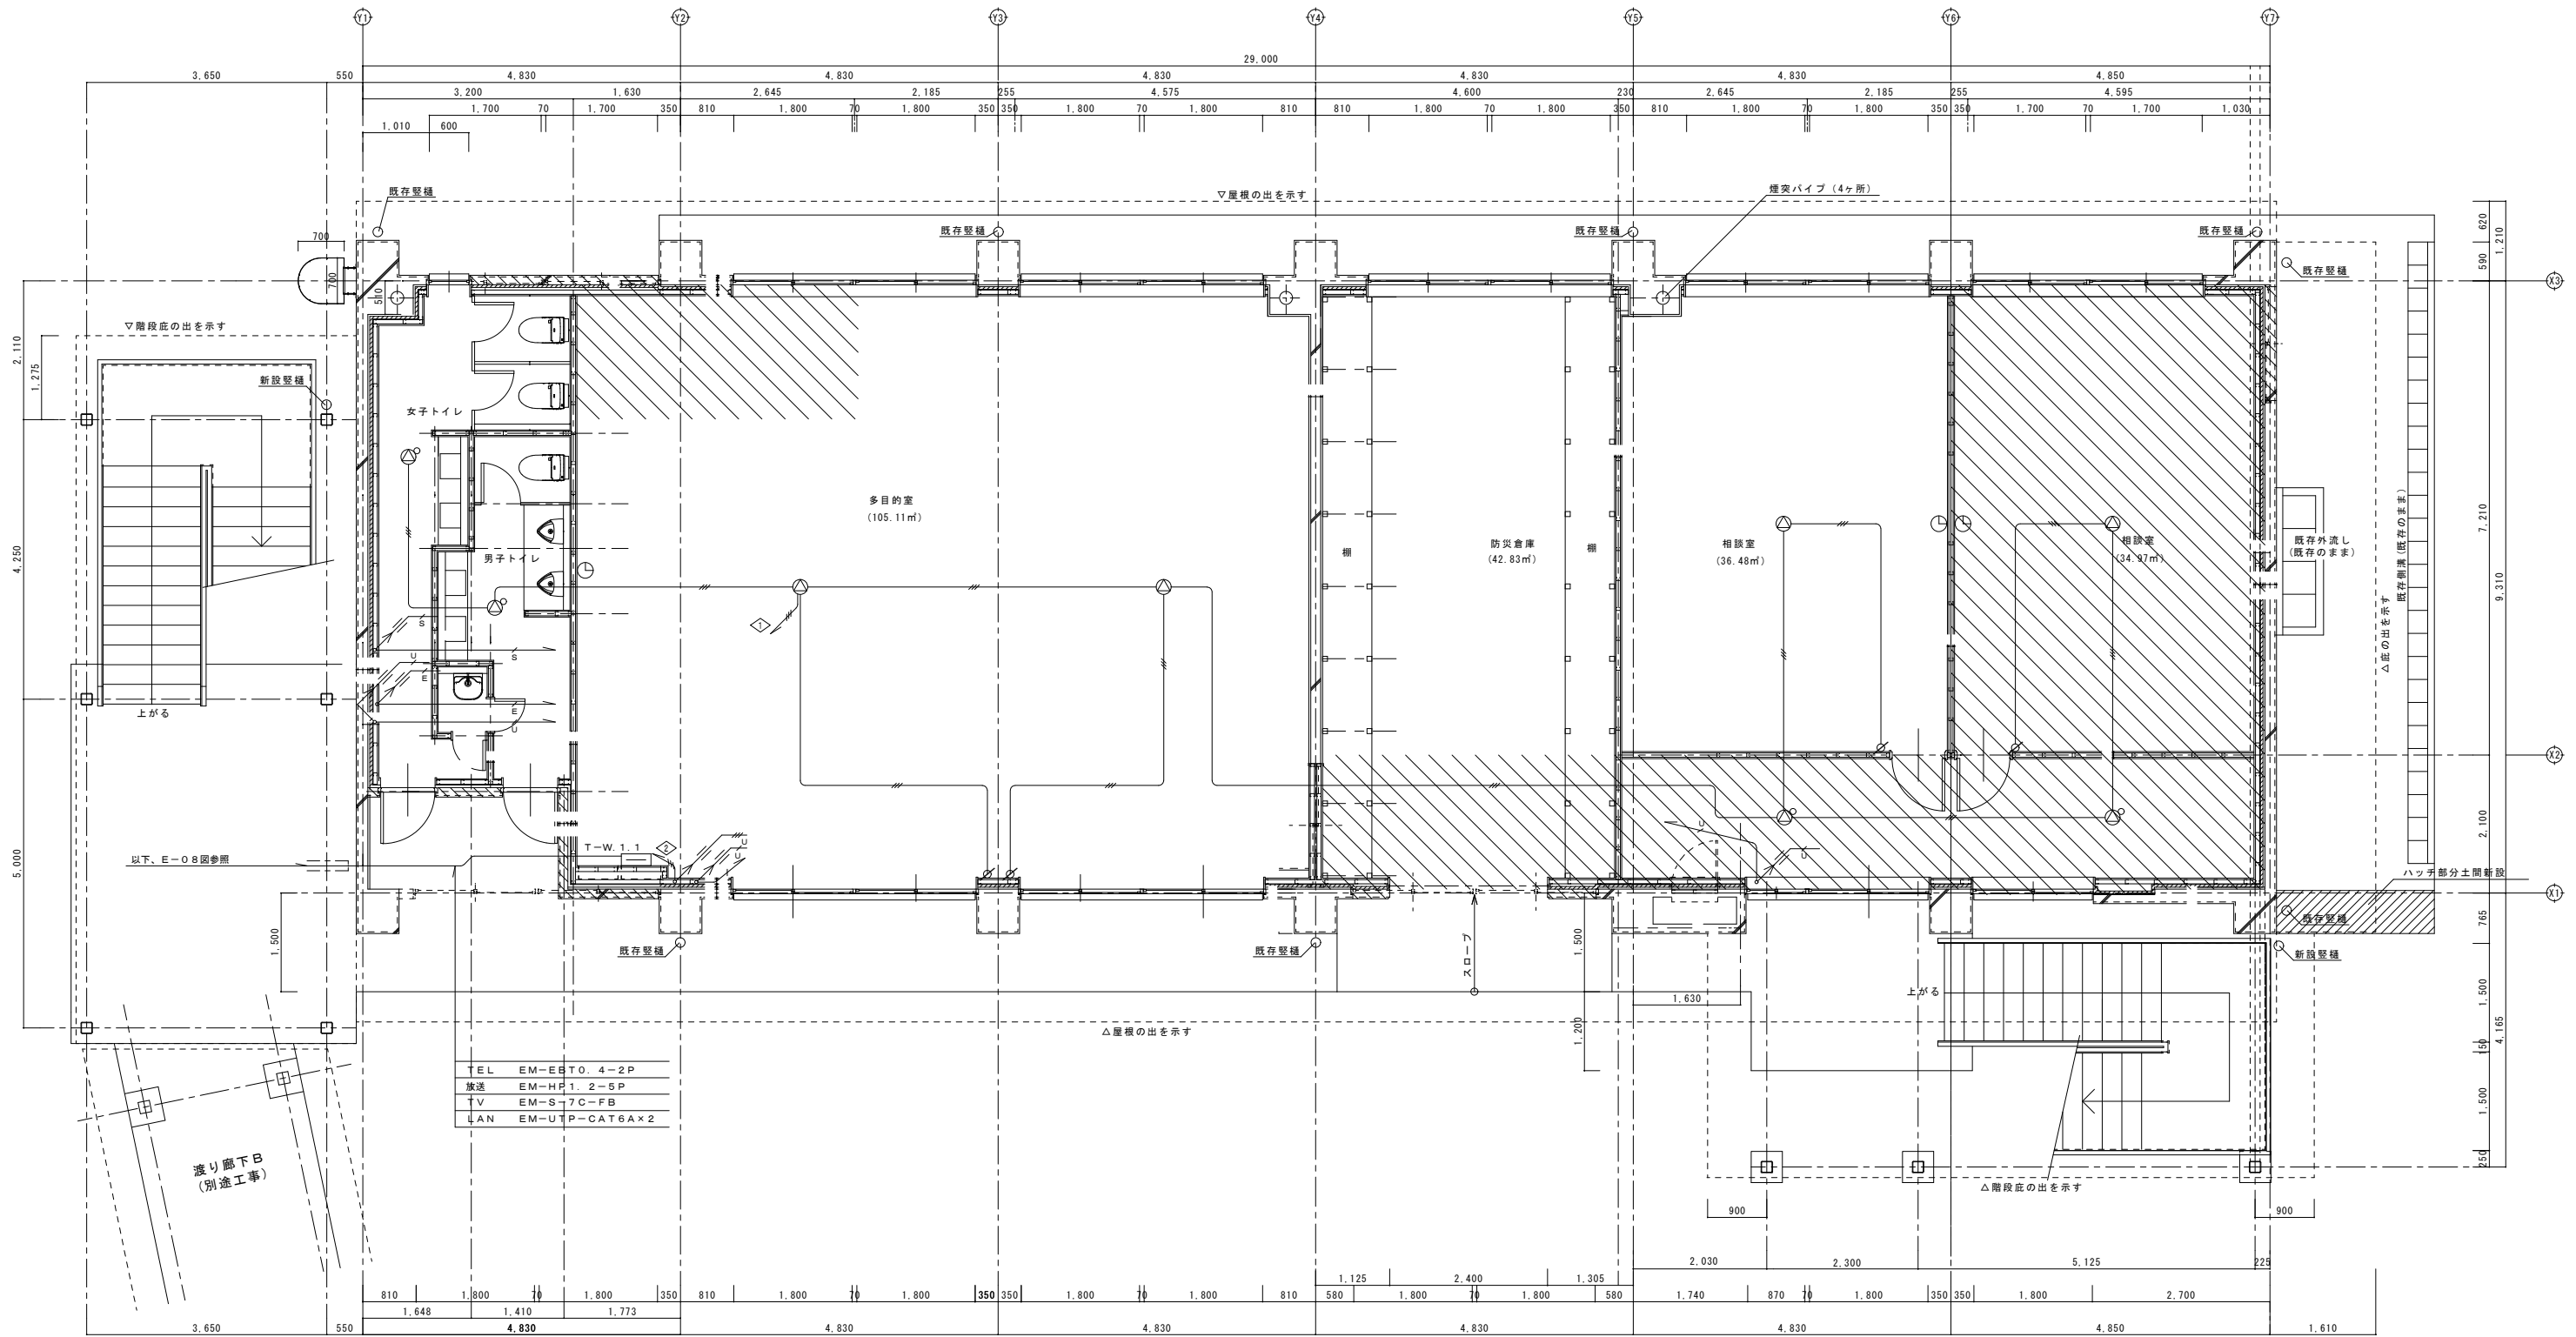 Y1 Y2 Y3 Y4 Y5 Y6 Y7
29,000
3,650 550 4,830 4,830 4,830 4,830 4,830 4,850
3,200 1,630 2,645 2,185 255 4,575 4,600 230 2,645 2,185 255 4,595
1,700 70 1,700 350 810 1,800 70 1,800 350 350 1,800 70 1,800 810 810 1,800 70 1,800 350 810 1,800 70 1,800 350 350 1,700 70 1,700 1,030
1,010 600
既存竪樋
▽屋根の出を示す
煙突パイプ（4ヶ所）
既存竪樋
既存竪樋
既存竪樋
既存竪樋
700
700
510
620
1,210
590
X3
▽階段庇の出を示す
2,110
1,275
新設竪樋
女子トイレ
多目的室
(105.11㎡)
男子トイレ
棚
防災倉庫
(42.83㎡)
棚
相談室
(36.48㎡)
相談室
(34.97㎡)
既存外流し
(既存のまま)
既存側溝(既存のまま)
△庇の出を示す
7,210
9,310
4,250
1
S
S
U
E
E
U
上がる
X2
2,100
5,000
以下、E－08図参照
T－W.1.1
2
U
U
U
U
ハッチ部分土間新設
X1
765
既存竪樋
新設竪樋
1,500
既存竪樋
既存竪樋
スロープ
1,500
1,630
上がる
1,200
△屋根の出を示す
1,500
150
4,165
1,500
250
TEL EM－EBT0.4－2P
放送 EM－HP1.2－5P
TV EM－S－7C－FB
LAN EM－UTP－CAT6A×2
渡り廊下B
(別途工事)
△階段庇の出を示す
900 900
2,030 2,300 5,125 225
1,125 2,400 1,305
810 1,800 70 1,800 350 810 1,800 70 1,800 350 350 1,800 70 1,800 810 580 1,800 70 1,800 580 1,740 870 70 1,800 350 350 1,800 2,700
1,648 1,410 1,773
3,650 550 4,830 4,830 4,830 4,830 4,830 4,850 1,610